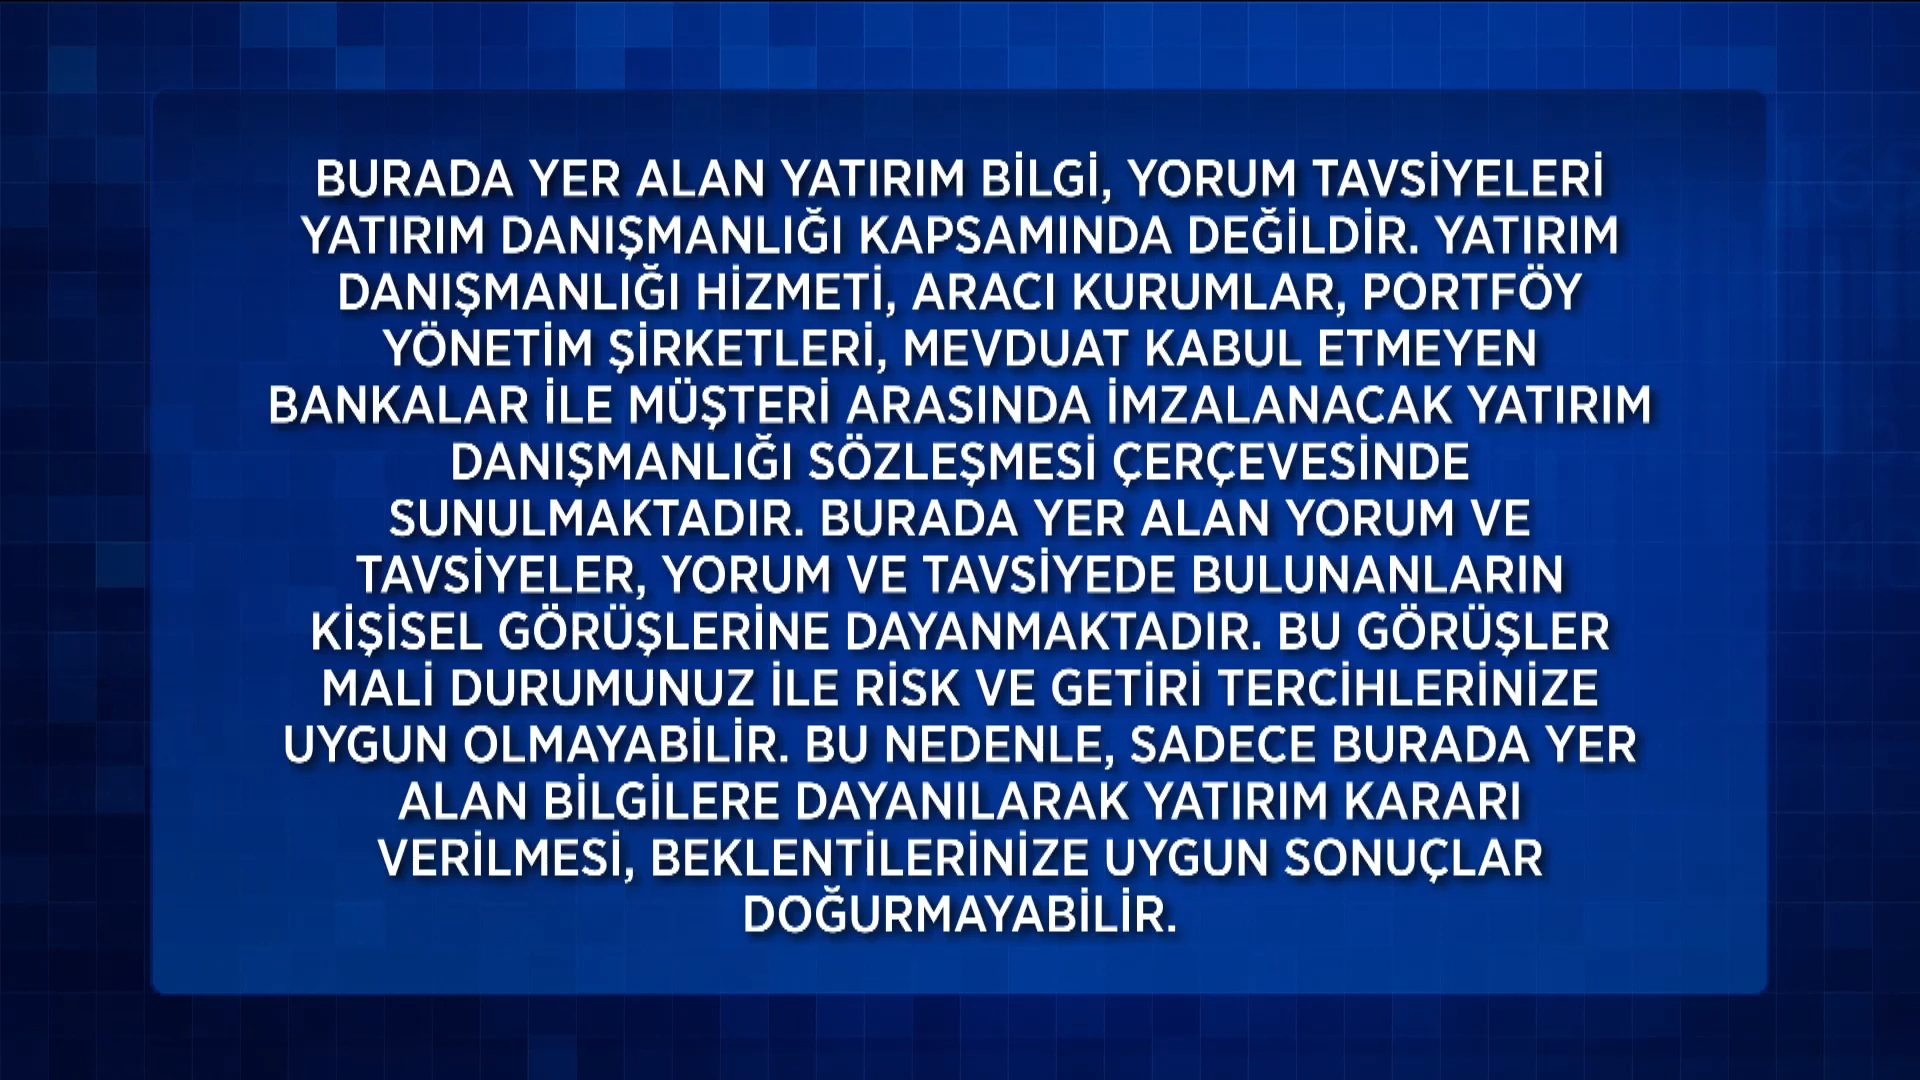 BURADA YER ALAN YATIRIM BİLGİ, YORUM TAVSİYELERİ
YATIRIM DANIŞMANLIĞI KAPSAMINDA DEĞİLDİR. YATIRIM
DANIŞMANLIĞI HİZMETİ, ARACI KURUMLAR, PORTFÖY
YÖNETİM ŞİRKETLERİ, MEVDUAT KABUL ETMEYEN
BANKALAR İLE MÜŞTERİ ARASINDA İMZALANACAK YATIRIM
DANIŞMANLIĞI SÖZLEŞMESİ ÇERÇEVESİNDE
SUNULMAKTADIR. BURADA YER ALAN YORUM VE
TAVSİYELER, YORUM VE TAVSİYEDE BULUNANLARIN
KİŞİSEL GÖRÜŞLERİNE DAYANMAKTADIR. BU GÖRÜŞLER
MALİ DURUMUNUZ İLE RİSK VE GETİRİ TERCİHLERİNİZE
UYGUN OLMAYABİLİR. BU NEDENLE, SADECE BURADA YER
ALAN BİLGİLERE DAYANILARAK YATIRIM KARARI
VERİLMESİ, BEKLENTİLERİNİZE UYGUN SONUÇLAR
DOĞURMAYABİLİR.